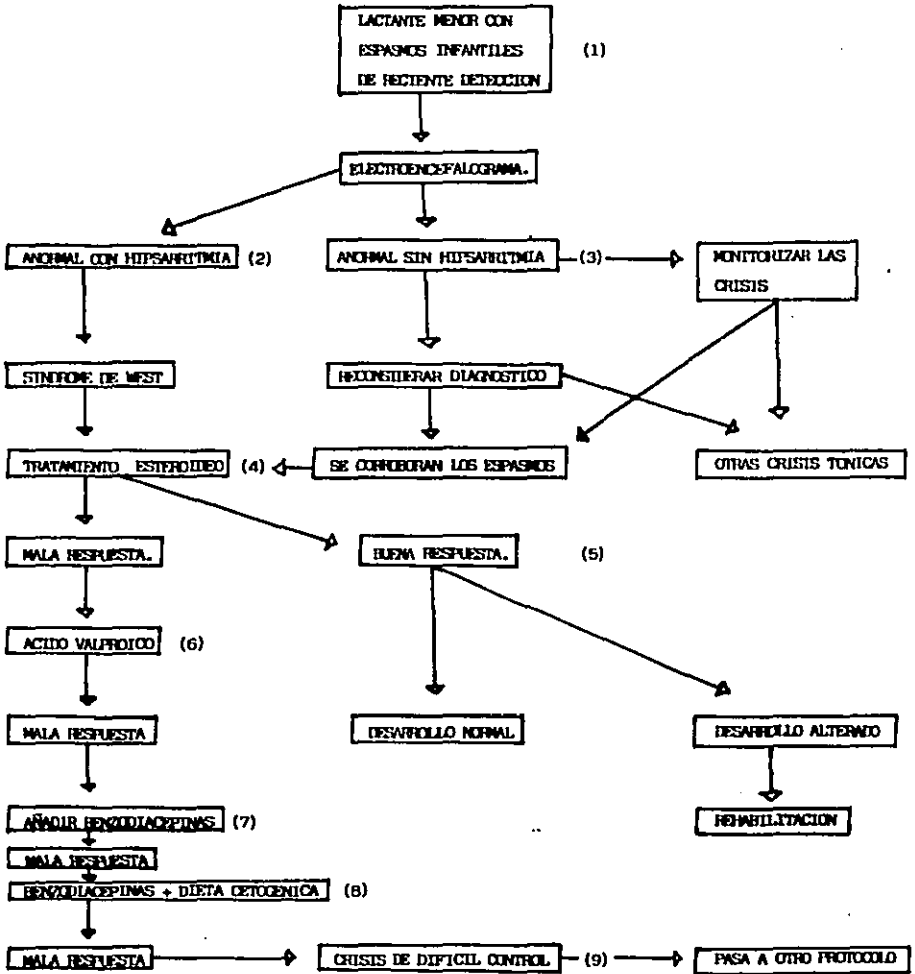 LACTANTE MENOR CON
ESPASMOS INFANTILES (1)
DE RECIENTE DETECCION
ELECTROENCEFALOGRAMA.
ANORMAL CON HIPSARRITMIA (2)
ANORMAL SIN HIPSARRITMIA (3)
MONITORIZAR LAS
CRISIS
SINDROME DE WEST
RECONSIDERAR DIAGNOSTICO
TRATAMIENTO ESTEROIDEO (4)
SE CORROBORAN LOS ESPASMOS
OTRAS CRISIS TONICAS
MALA RESPUESTA.
BUENA RESPUESTA. (5)
ACIDO VALPROICO (6)
MALA RESPUESTA
DESARROLLO NORMAL
DESARROLLO ALTERADO
AÑADIR BENZODIACEPINAS (7)
REHABILITACION
MALA RESPUESTA
BENZODIACEPINAS + DIETA CETOGENICA (8)
MALA RESPUESTA
CRISIS DE DIFICIL CONTROL (9)
PASA A OTRO PROTOCOLO